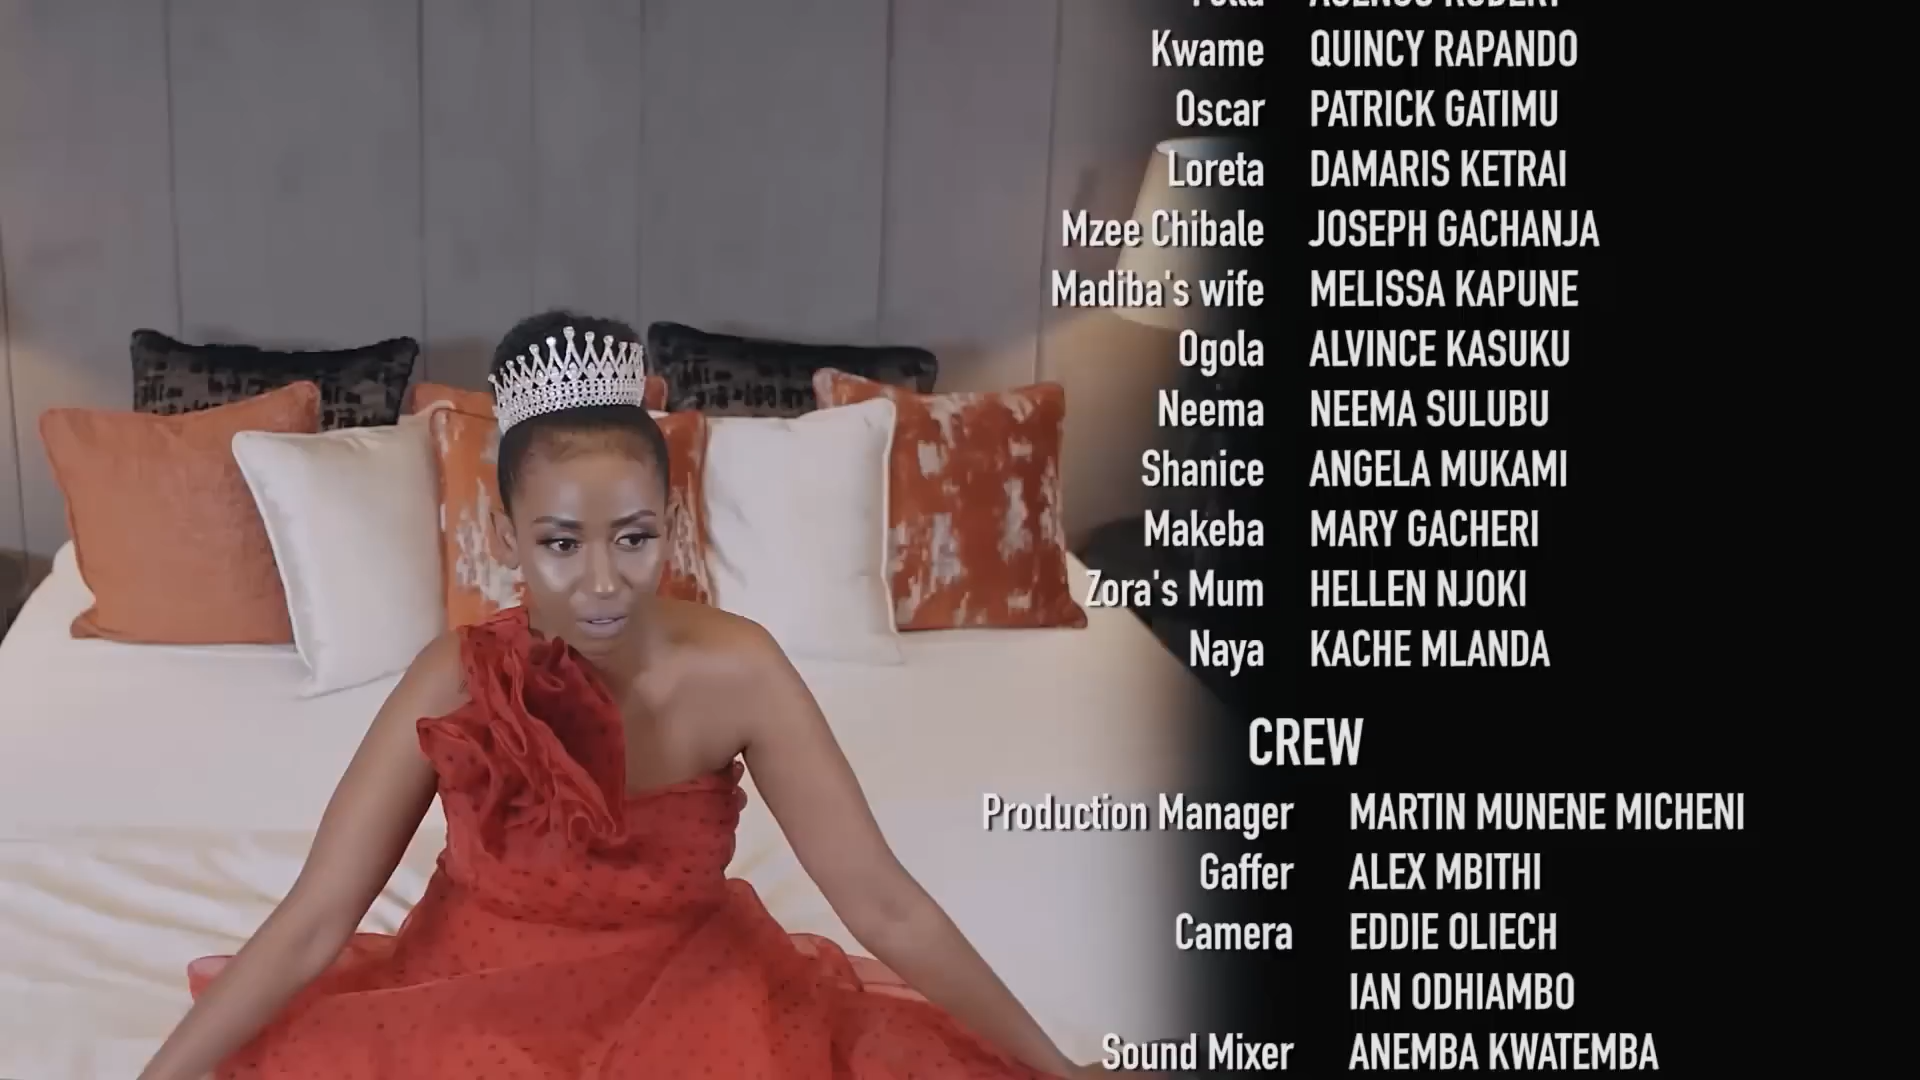 Kwame QUINCY RAPANDO
Oscar PATRICK GATIMU
Loreta DAMARIS KETRAI
Mzee Chibale JOSEPH GACHANJA
Madiba's wife MELISSA KAPUNE
Ogola ALVINCE KASUKU
Neema NEEMA SULUBU
Shanice ANGELA MUKAMI
Makeba MARY GACHERI
Zora's Mum HELLEN NJOKI
Naya KACHE MLANDA
CREW
Production Manager MARTIN MUNENE MICHENI
Gaffer ALEX MBITHI
Camera EDDIE OLIECH
IAN ODHIAMBO
Sound Mixer ANEMBA KWATEMBA